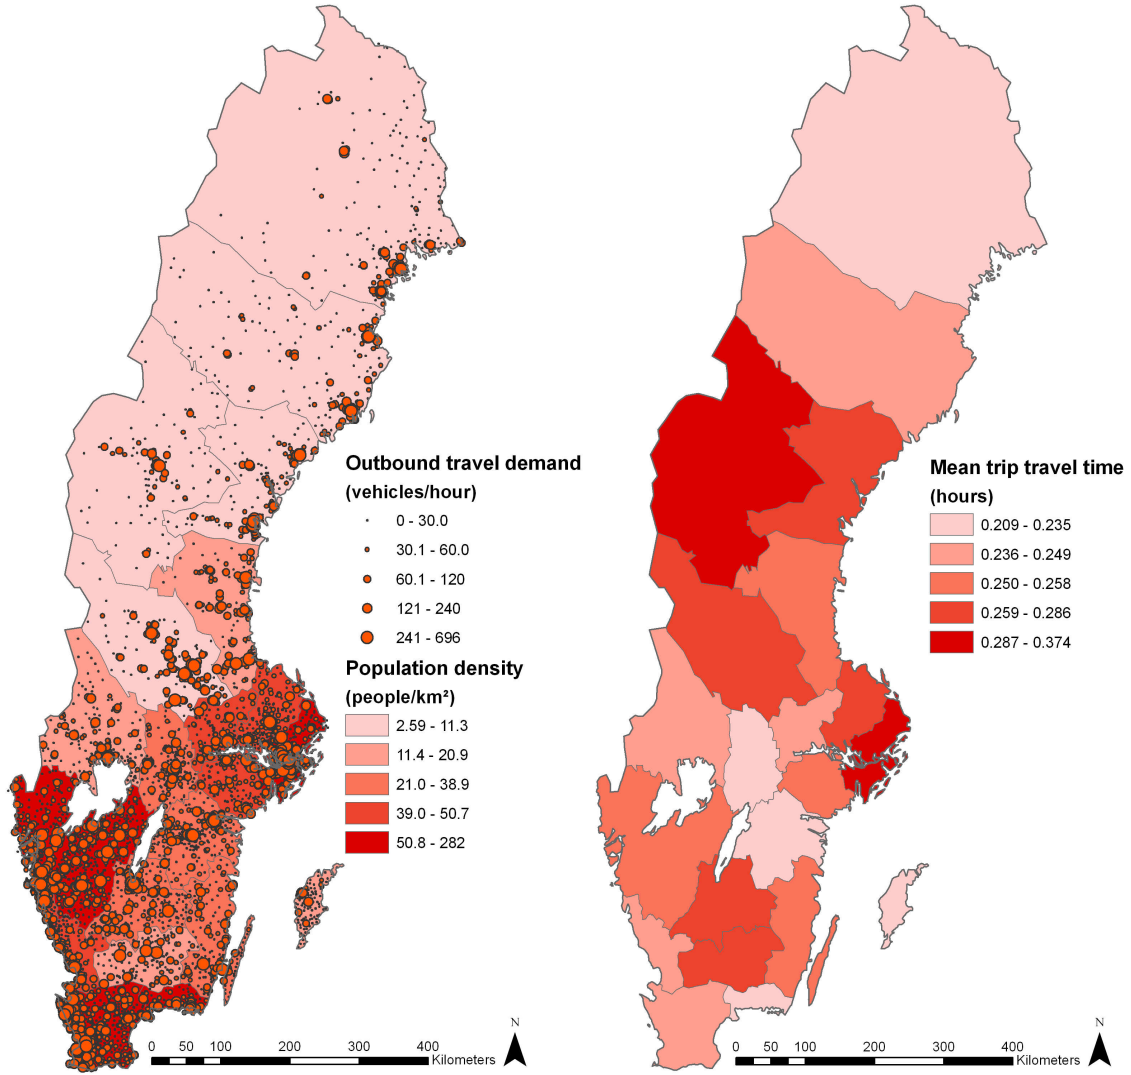 Outbound travel demand
(vehicles/hour)
0 - 30.0
30.1 - 60.0
60.1 - 120
121 - 240
241 - 696
Population density
(people/km²)
2.59 - 11.3
11.4 - 20.9
21.0 - 38.9
39.0 - 50.7
50.8 - 282
N
0 50 100 200 300 400
Kilometers
Mean trip travel time
(hours)
0.209 - 0.235
0.236 - 0.249
0.250 - 0.258
0.259 - 0.286
0.287 - 0.374
N
0 50 100 200 300 400
Kilometers